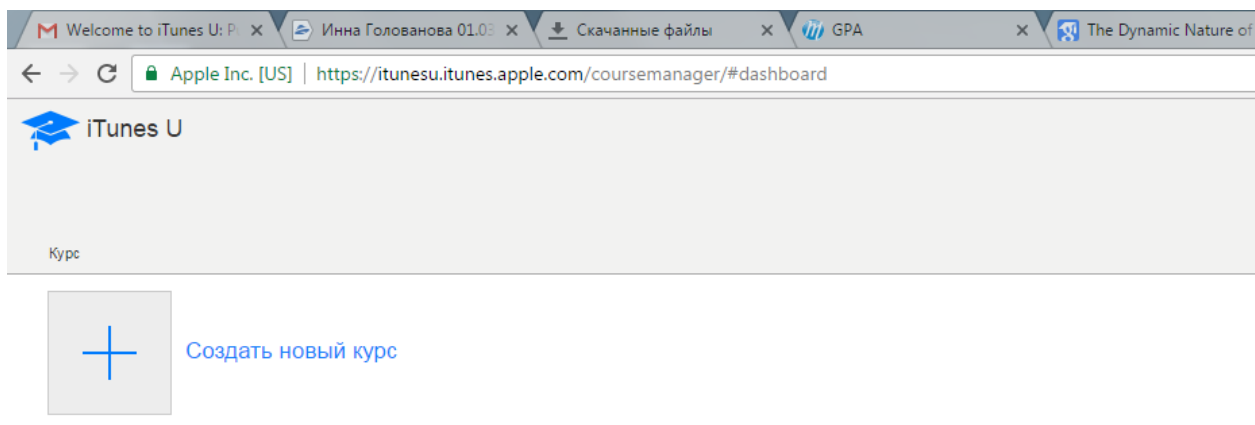 Welcome to iTunes U: P Инна Голованова 01.03 Скачанные файлы GPA The Dynamic Nature of
Apple Inc. [US] | https://itunesu.itunes.apple.com/coursemanager/#dashboard
iTunes U
Курс
Создать новый курс